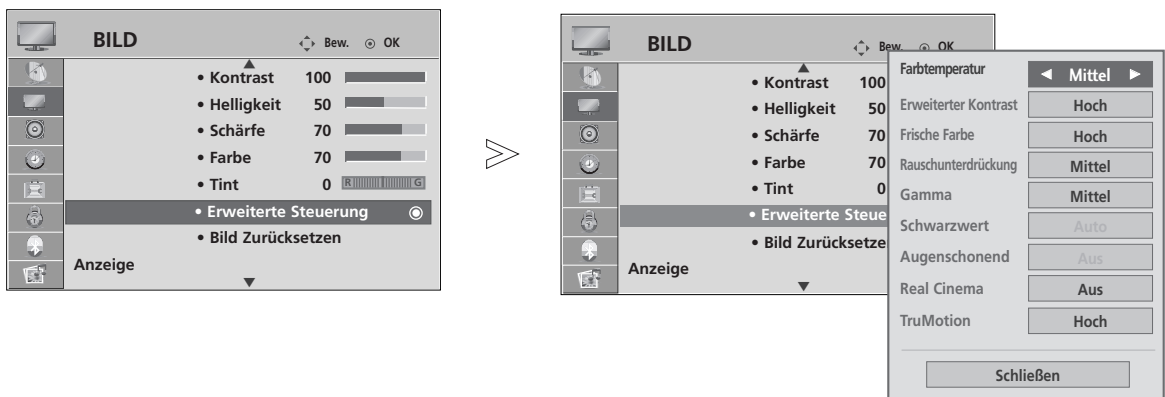 BILD Bew. OK
• Kontrast 100
• Helligkeit 50
• Schärfe 70
• Farbe 70
• Tint 0 R G
• Erweiterte Steuerung
• Bild Zurücksetzen
Anzeige
BILD Bew. OK
• Kontrast 100
• Helligkeit 50
• Schärfe 70
• Farbe 70
• Tint 0
• Erweiterte Steue
• Bild Zurücksetze
Anzeige
Farbtemperatur ◄ Mittel ►
Erweiterter Kontrast Hoch
Frische Farbe Hoch
Rauschunterdrückung Mittel
Gamma Mittel
Schwarzwert Auto
Augenschonend Aus
Real Cinema Aus
TruMotion Hoch
Schließen